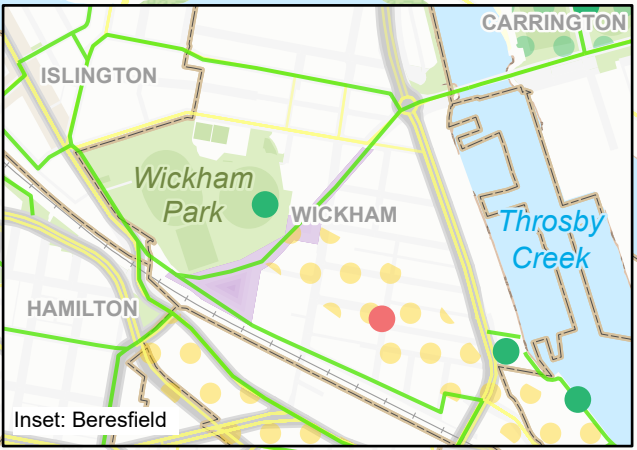 CARRINGTON
ISLINGTON
Wickham
Park
WICKHAM
Throsby
Creek
HAMILTON
Inset: Beresfield